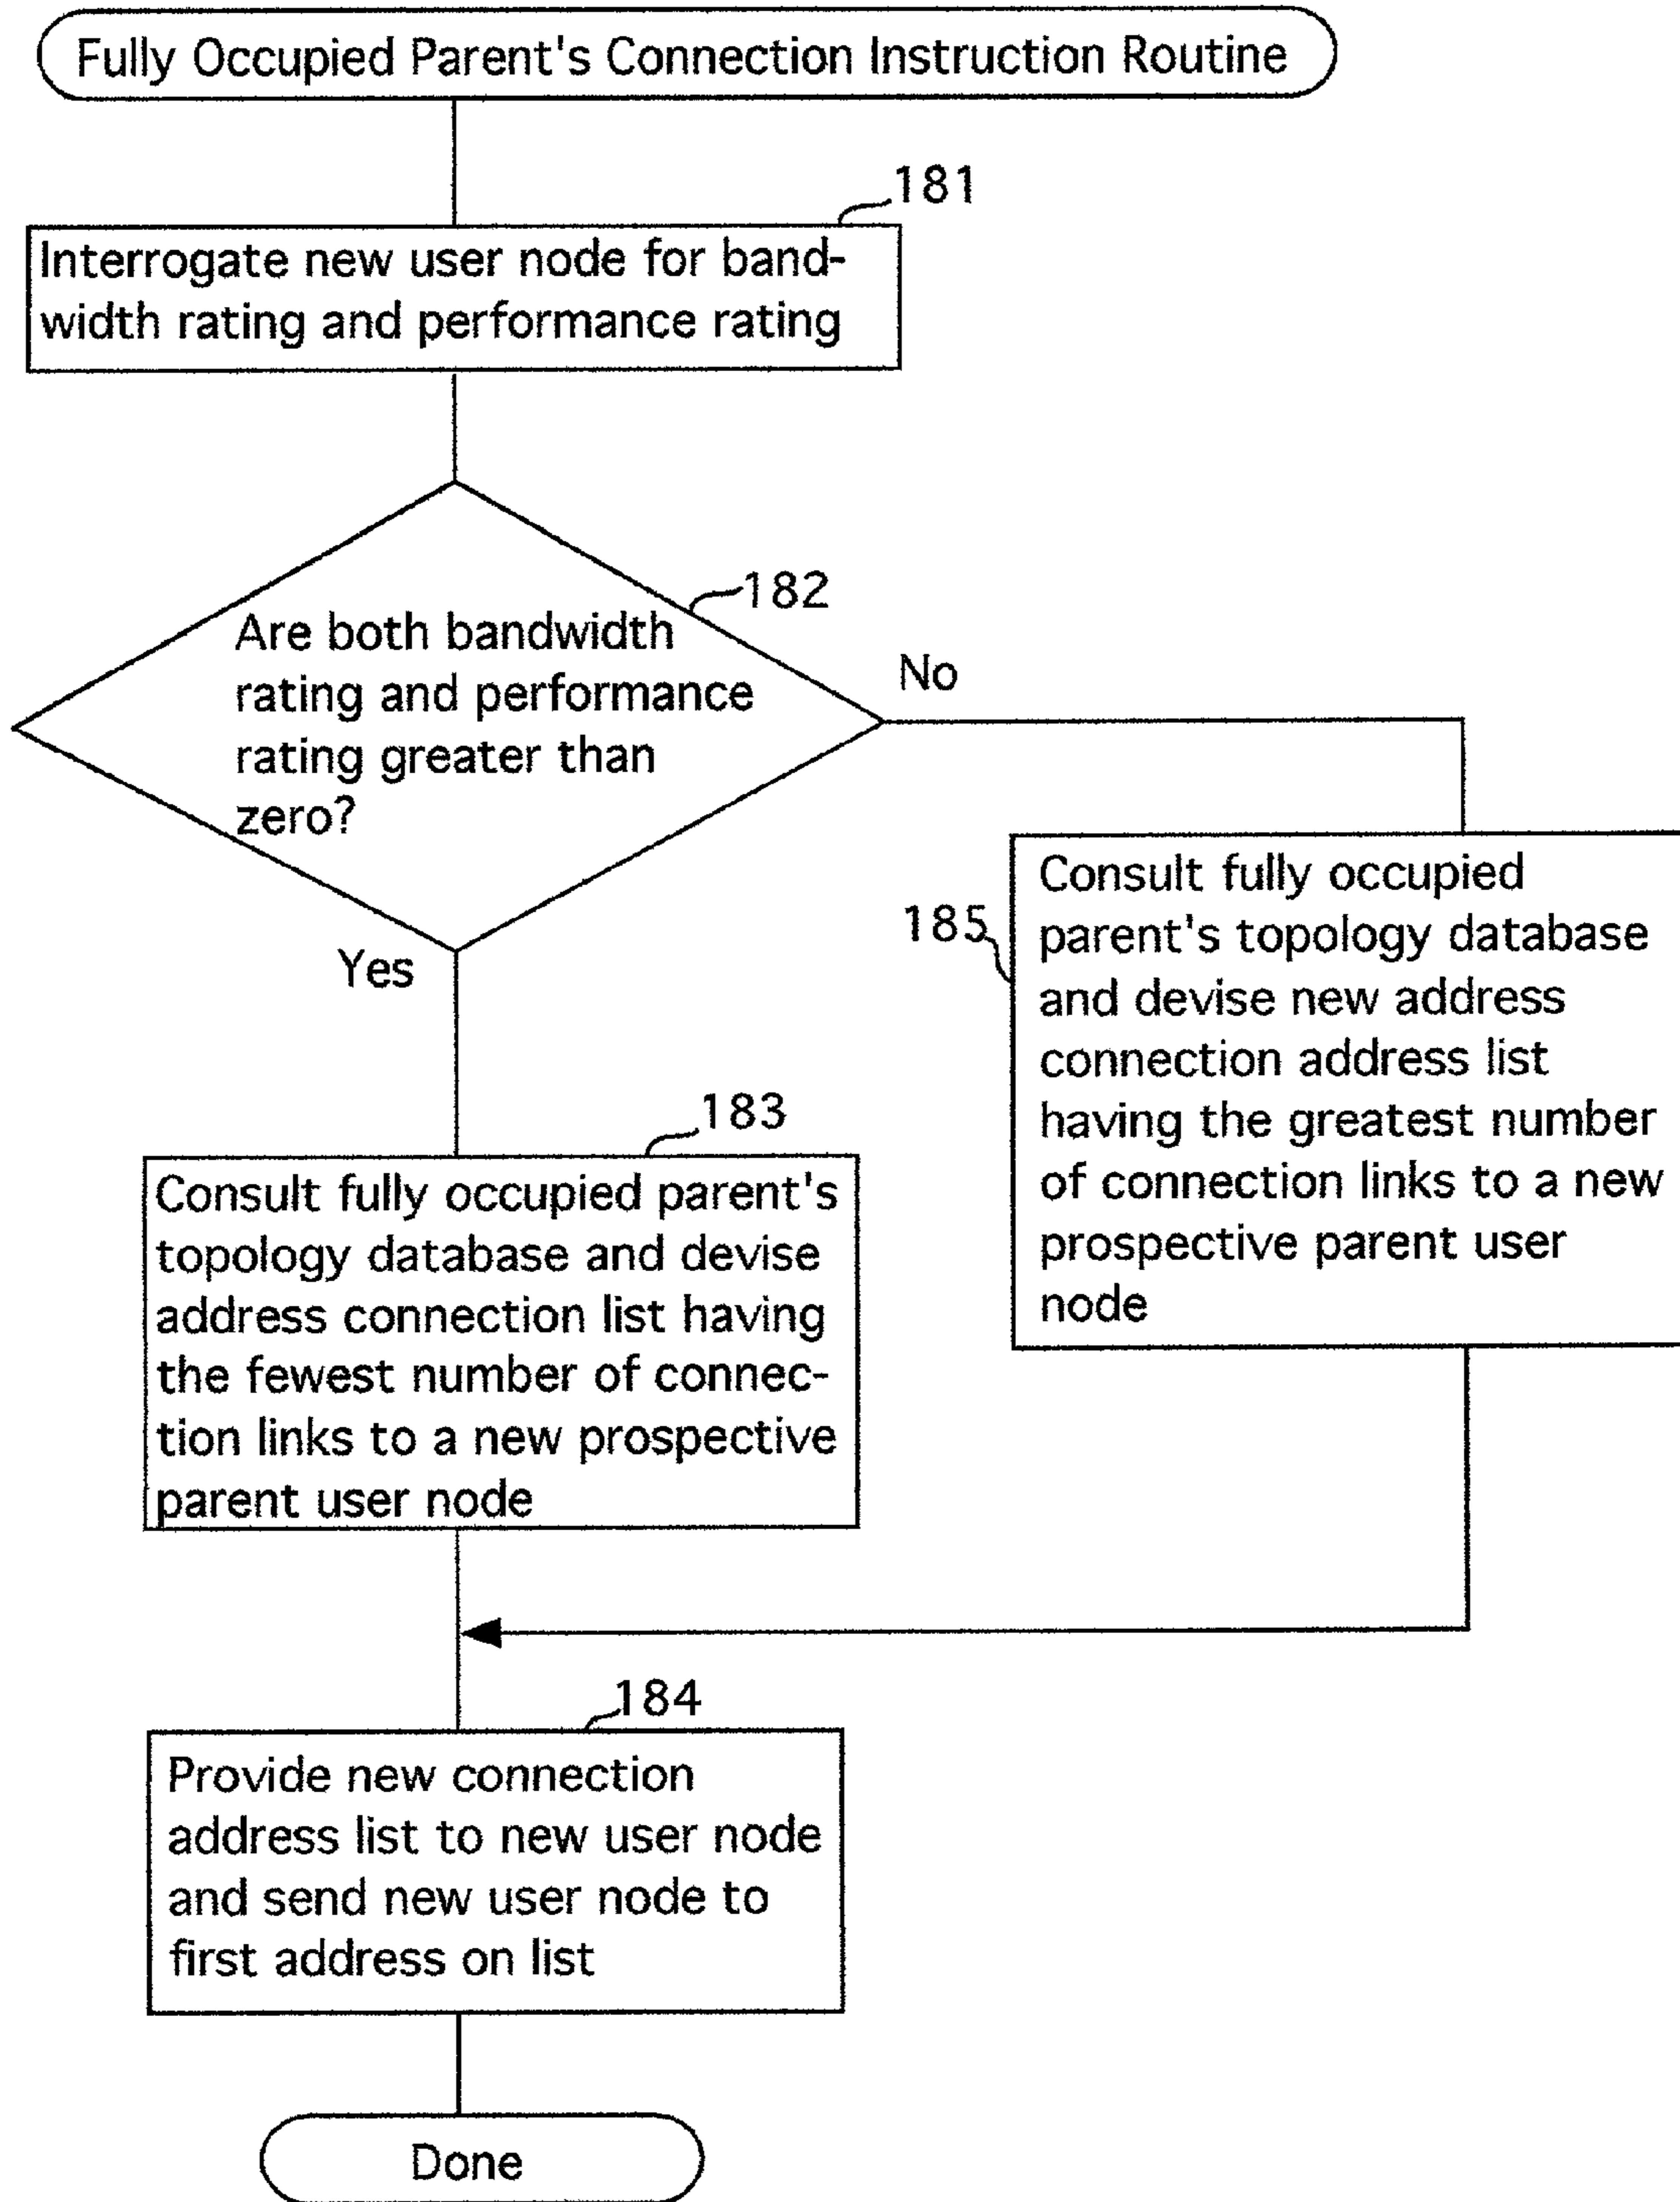 Fully Occupied Parent's Connection Instruction Routine
181
Interrogate new user node for band-
width rating and performance rating
182
Are both bandwidth
rating and performance
rating greater than
zero?
No
Yes
185
Consult fully occupied
parent's topology database
and devise new address
connection address list
having the greatest number
of connection links to a new
prospective parent user
node
183
Consult fully occupied parent's
topology database and devise
address connection list having
the fewest number of connec-
tion links to a new prospective
parent user node
184
Provide new connection
address list to new user node
and send new user node to
first address on list
Done